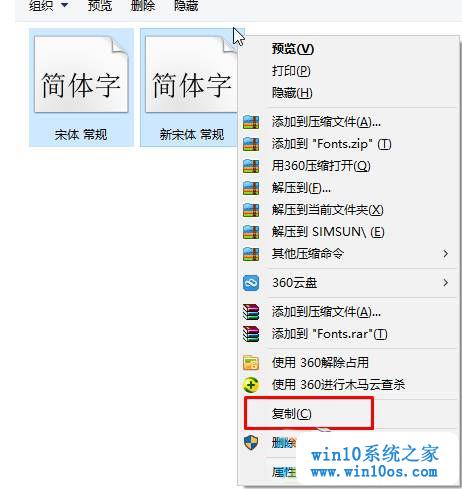 组织 预览 删除 隐藏
简体字 简体字
宋体 常规 新宋体 常规
预览(V)
打印(P)
隐藏(H)
添加到压缩文件(A)...
添加到 "Fonts.zip" (T)
用360压缩打开(Q)
解压到(F)...
解压到当前文件夹(X)
解压到 SIMSUN\ (E)
其他压缩命令
360云盘
添加到压缩文件(A)...
添加到 "Fonts.rar"(T)
使用 360解除占用
使用 360进行木马云查杀
复制(C)
删除
属性
win10系统之家
www.win10os.com